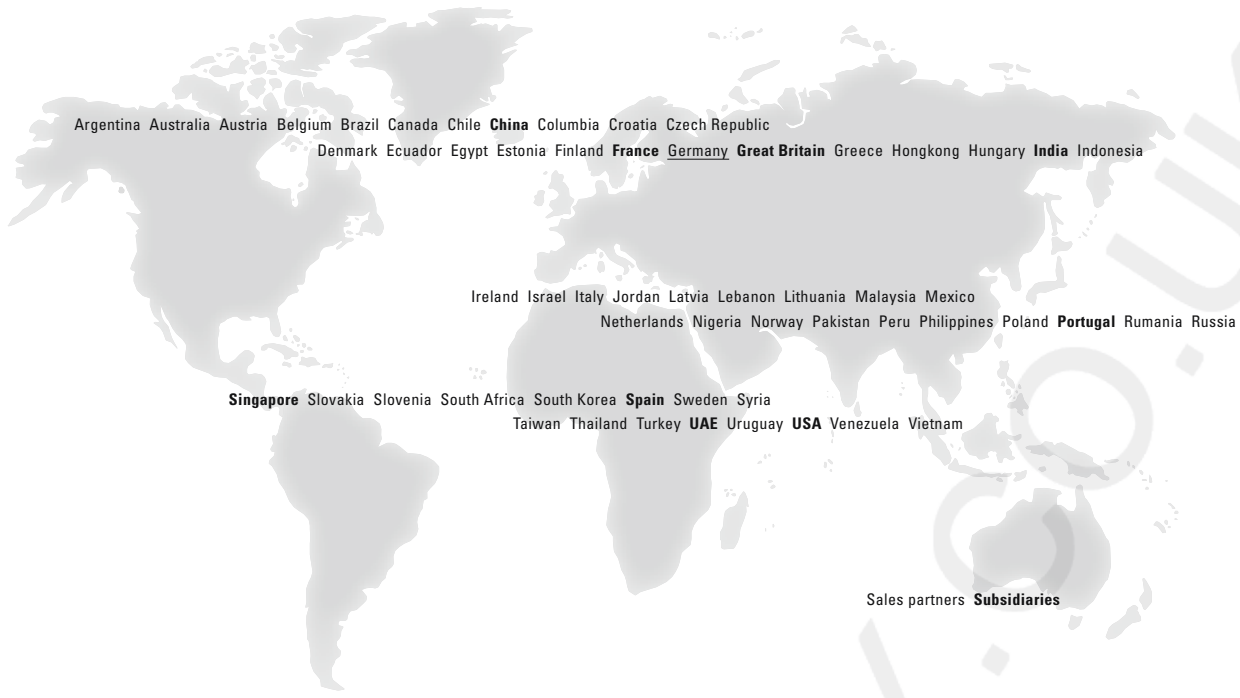 Argentina Australia Austria Belgium Brazil Canada Chile China Columbia Croatia Czech Republic
Denmark Ecuador Egypt Estonia Finland France Germany Great Britain Greece Hongkong Hungary India Indonesia
Ireland Israel Italy Jordan Latvia Lebanon Lithuania Malaysia Mexico
Netherlands Nigeria Norway Pakistan Peru Philippines Poland Portugal Rumania Russia
Singapore Slovakia Slovenia South Africa South Korea Spain Sweden Syria
Taiwan Thailand Turkey UAE Uruguay USA Venezuela Vietnam
Sales partners Subsidiaries